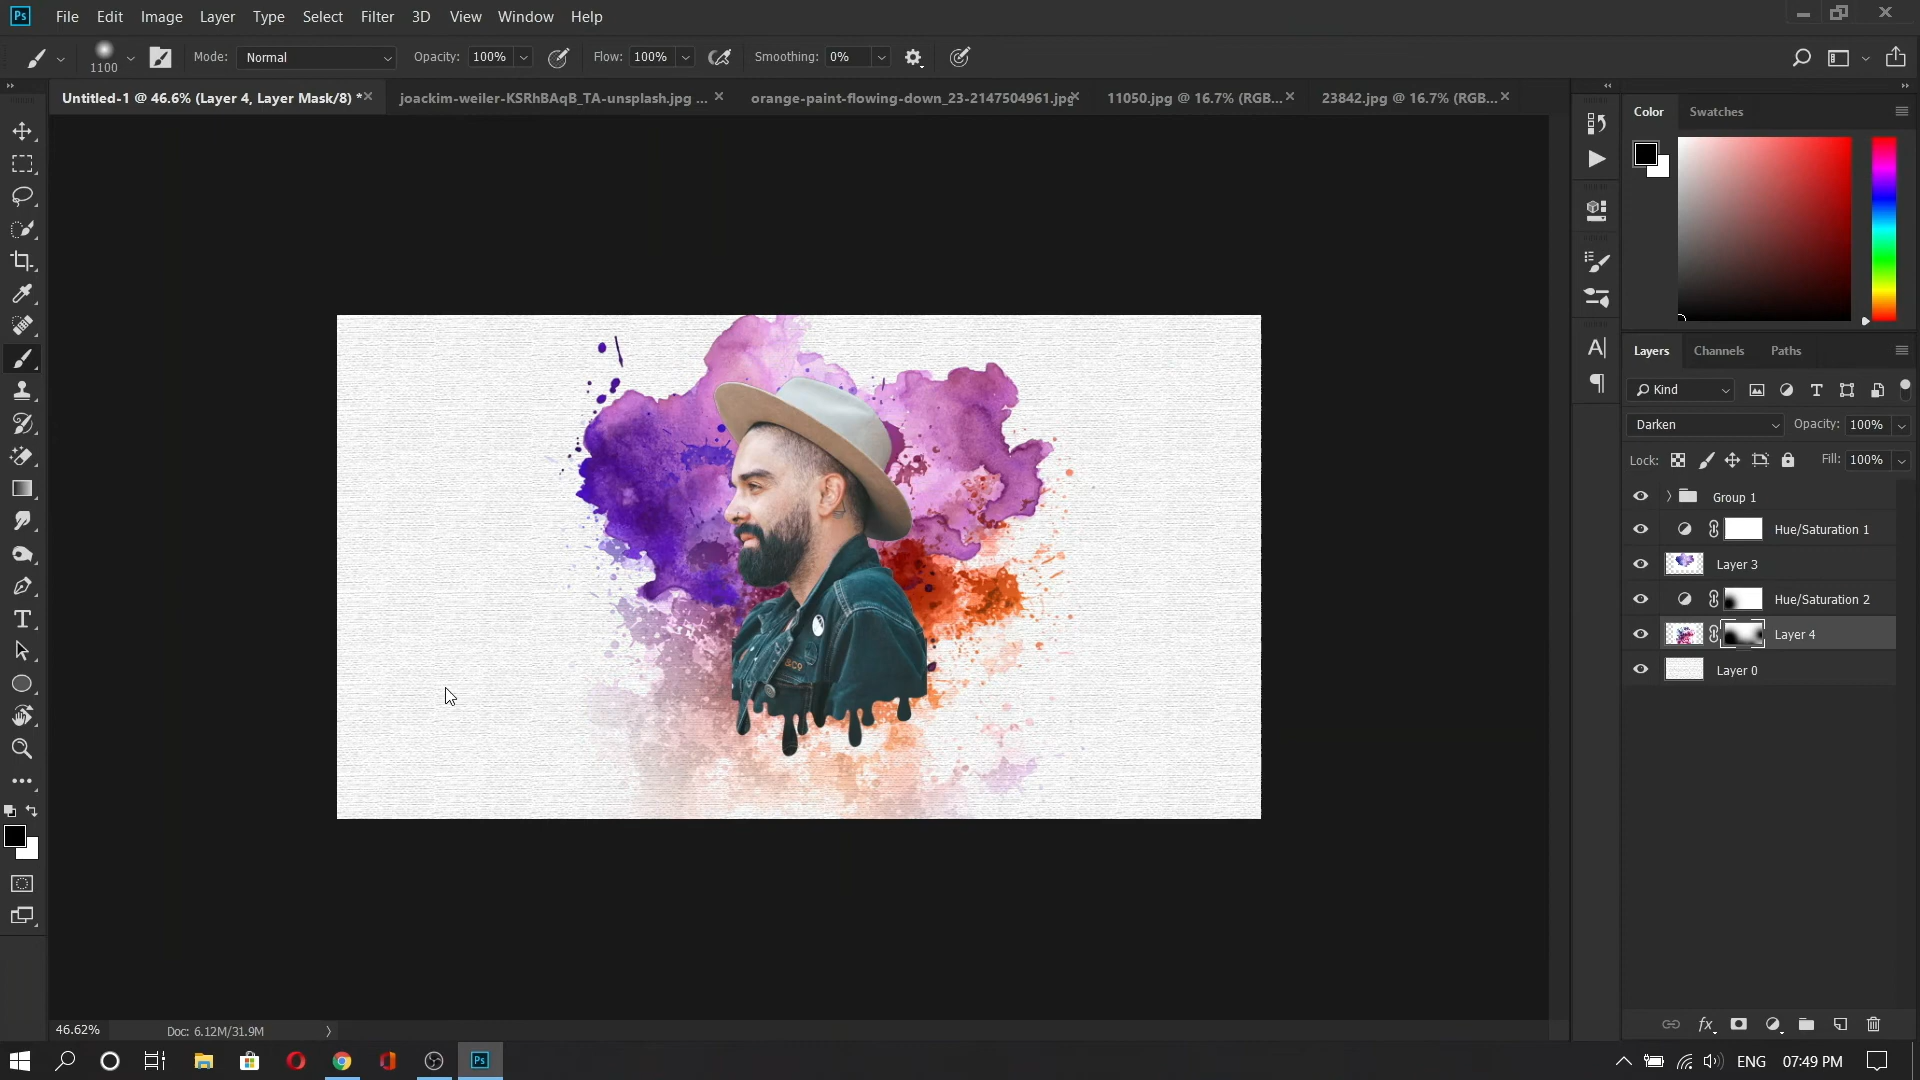 Ps File Edit Image Layer Type Select Filter 3D View Window Help
1100 Mode: Normal Opacity: 100% Flow: 100% Smoothing: 0%
Untitled-1 @ 46.6% (Layer 4, Layer Mask/8) * joackim-weiler-KSRhBAqB_TA-unsplash.jpg ... orange-paint-flowing-down_23-2147504961.jpg 11050.jpg @ 16.7% (RGB... 23842.jpg @ 16.7% (RGB...
Color Swatches
Layers Channels Paths
Kind
Darken Opacity: 100%
Lock: Fill: 100%
Group 1
Hue/Saturation 1
Layer 3
Hue/Saturation 2
Layer 4
Layer 0
46.62% Doc: 6.12M/31.9M
fx
Ps ENG 07:49 PM